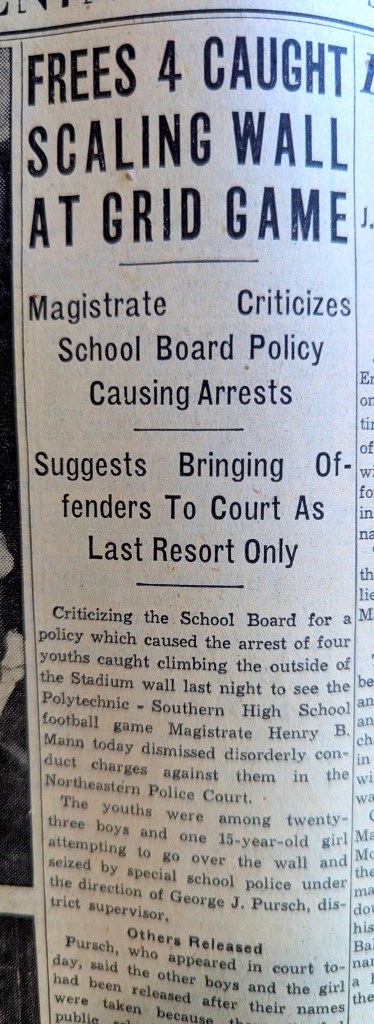 FREES 4 CAUGHT
SCALING WALL
AT GRID GAME
Magistrate Criticizes
School Board Policy
Causing Arrests
Suggests Bringing Of-
fenders To Court As
Last Resort Only
Criticizing the School Board for a
policy which caused the arrest of four
youths caught climbing the outside of
the Stadium wall last night to see the
Polytechnic - Southern High School
football game Magistrate Henry B.
Mann today dismissed disorderly con-
duct charges against them in the
Northeastern Police Court.
The youths were among twenty-
three boys and one 15-year-old girl
attempting to go over the wall and
seized by special school police under
the direction of George J. Pursch, dis-
trict supervisor.
Others Released
Pursch, who appeared in court to-
day, said the other boys and the girl
had been released after their names
were taken because
public